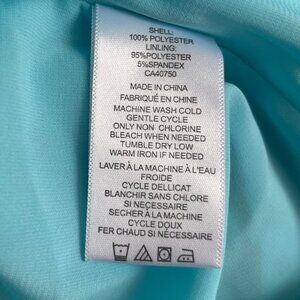 SHELL:
100% POLYESTER
LINLING:
95%POLYESTER
5%SPANDEX
CA40750
MADE IN CHINA
FABRIQUÉ EN CHINE
MACHINE WASH COLD
GENTLE CYCLE
ONLY NON CHLORINE
BLEACH WHEN NEEDED
TUMBLE DRY LOW
WARM IRON IF NEEDED
LAVER À LA MACHINE À L'EAU
FROIDE
CYCLE DELLICAT
BLANCHIR SANS CHLORE
SI NECESSAIRE
SECHER À LA MACHINE
CYCLE DOUX
FER CHAUD SI NÉCESSAIRE